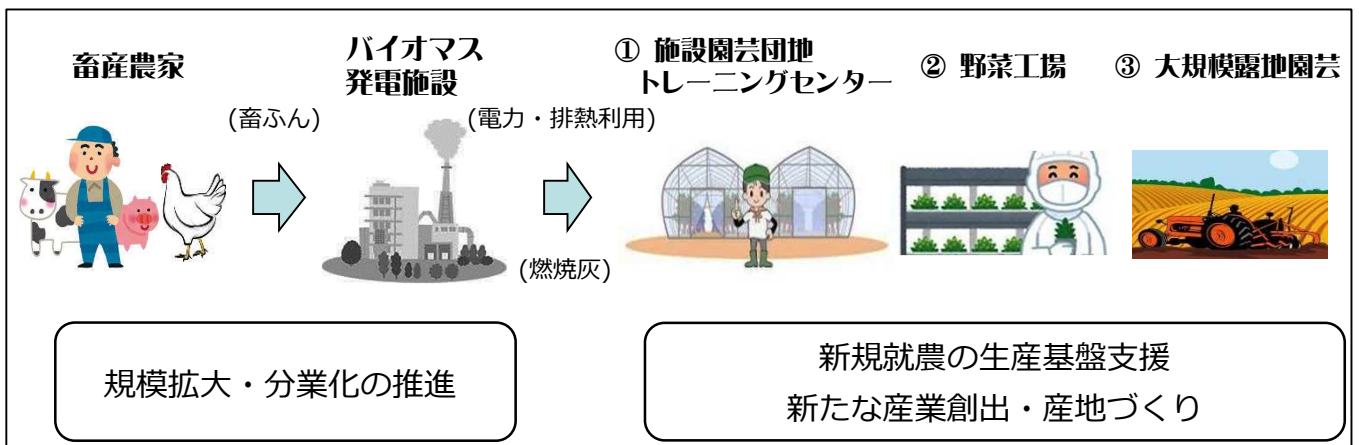 畜産農家
バイオマス
発電施設
① 施設園芸団地
トレーニングセンター
② 野菜工場
③ 大規模露地園芸
(畜ふん)
(電力・排熱利用)
(燃焼灰)
規模拡大・分業化の推進
新規就農の生産基盤支援
新たな産業創出・産地づくり